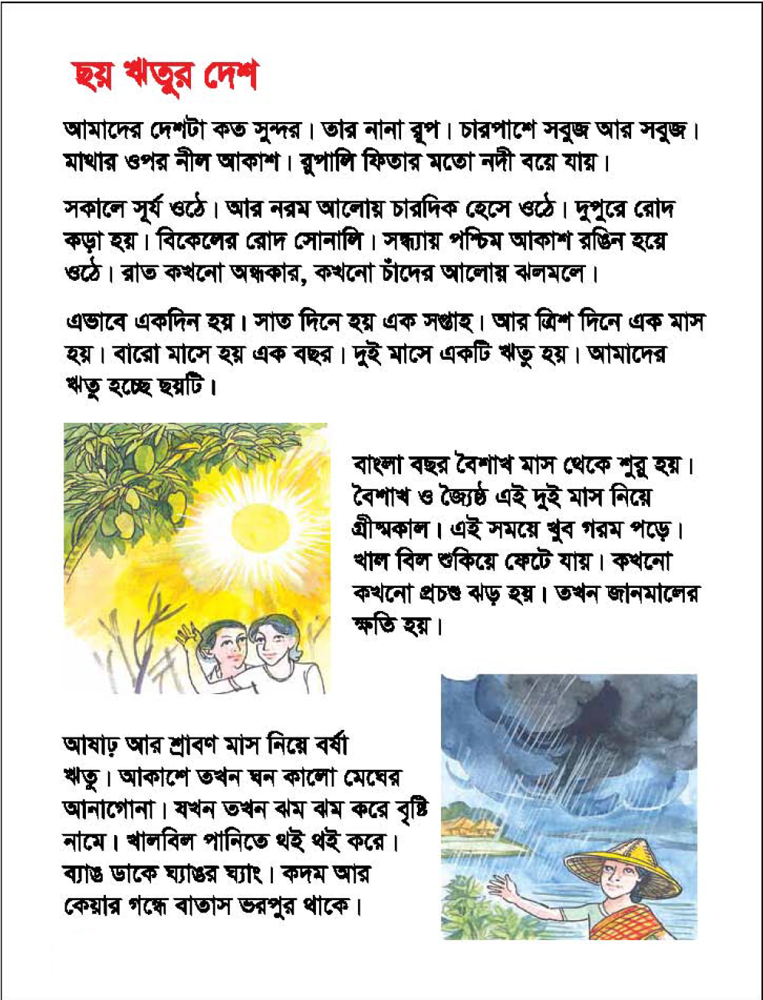 ছয় ঋতুর দেশ
আমাদের দেশটা কত সুন্দর। তার নানা রূপ। চারপাশে সবুজ আর সবুজ।
মাথার ওপর নীল আকাশ। রুপালি ফিতার মতো নদী বয়ে যায়।
সকালে সূর্য ওঠে। আর নরম আলোয় চারদিক হেসে ওঠে। দুপুরে রোদ
কড়া হয়। বিকেলের রোদ সোনালি। সন্ধ্যায় পশ্চিম আকাশ রঙিন হয়ে
ওঠে। রাত কখনো অন্ধকার, কখনো চাঁদের আলোয় ঝলমলে।
এভাবে একদিন হয়। সাত দিনে হয় এক সপ্তাহ। আর ত্রিশ দিনে এক মাস
হয়। বারো মাসে হয় এক বছর। দুই মাসে একটি ঋতু হয়। আমাদের
ঋতু হচ্ছে ছয়টি।
বাংলা বছর বৈশাখ মাস থেকে শুরু হয়।
বৈশাখ ও জ্যৈষ্ঠ এই দুই মাস নিয়ে
গ্রীষ্মকাল। এই সময়ে খুব গরম পড়ে।
খাল বিল শুকিয়ে ফেটে যায়। কখনো
কখনো প্রচণ্ড ঝড় হয়। তখন জানমালের
ক্ষতি হয়।
আষাঢ় আর শ্রাবণ মাস নিয়ে বর্ষা
ঋতু। আকাশে তখন ঘন কালো মেঘের
আনাগোনা। যখন তখন ঝম ঝম করে বৃষ্টি
নামে। খালবিল পানিতে থই থই করে।
ব্যাঙ ডাকে ঘ্যাঙর ঘ্যাং। কদম আর
কেয়ার গন্ধে বাতাস ভরপুর থাকে।